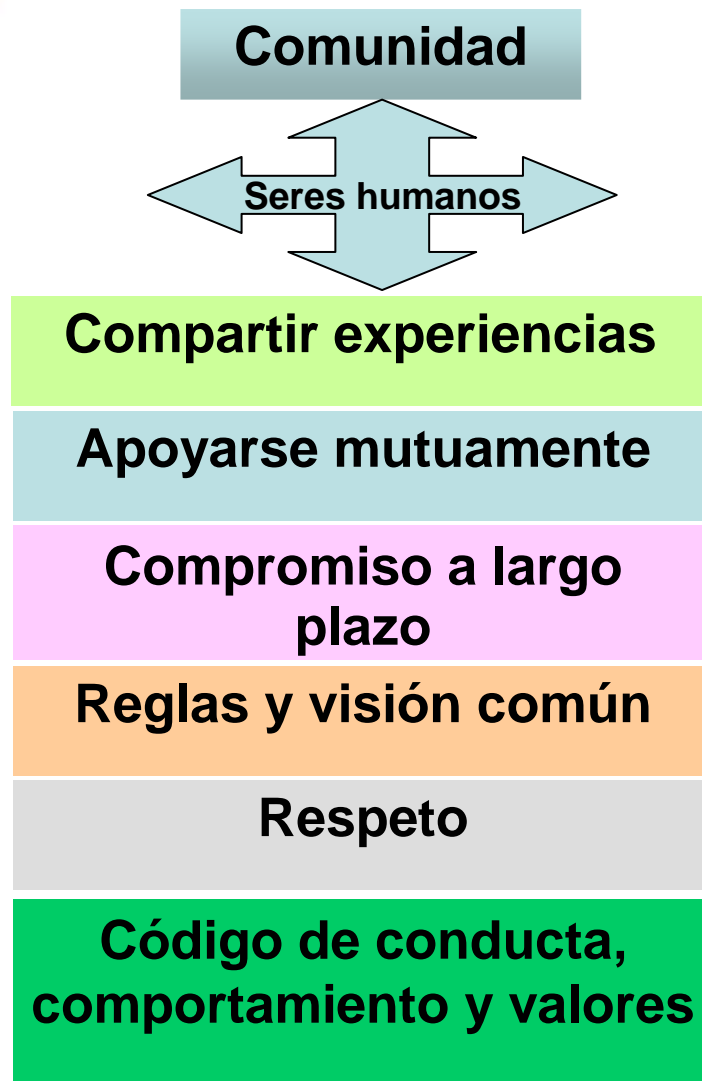 Comunidad
Seres humanos
Compartir experiencias
Apoyarse mutuamente
Compromiso a largo
plazo
Reglas y visión común
Respeto
Código de conducta,
comportamiento y valores